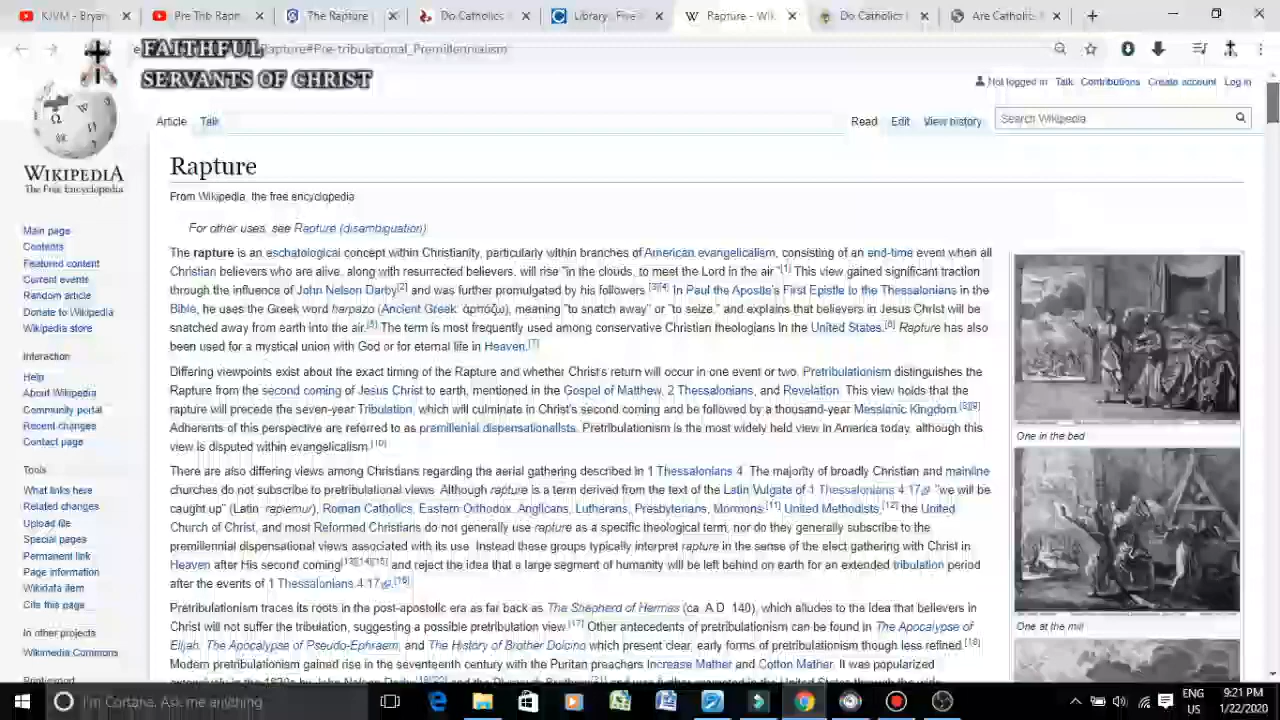 KJVM - Bryan
Pre Trib Rap
The Rapture
Do Catholics
Library : Five
Rapture - Wik
Do Catholics
Are Catholic
FAITHFUL
SERVANTS OF CHRIST
Rapture#Pre-tribulational_Premillennialism
Not logged in Talk Contributions Create account Log in
Article Talk
Read Edit View history
Search Wikipedia
WIKIPEDIA
The Free Encyclopedia
Main page
Contents
Featured content
Current events
Random article
Donate to Wikipedia
Wikipedia store
Interaction
Help
About Wikipedia
Community portal
Recent changes
Contact page
Tools
What links here
Related changes
Upload file
Special pages
Permanent link
Page information
Wikidata item
Cite this page
In other projects
Wikimedia Commons
Rapture
From Wikipedia, the free encyclopedia
For other uses, see Rapture (disambiguation)
The rapture is an eschatological concept within Christianity, particularly within branches of American evangelicalism, consisting of an end-time event when all
Christian believers who are alive, along with resurrected believers, will rise "in the clouds, to meet the Lord in the air."[1] This view gained significant traction
through the influence of John Nelson Darby[2] and was further promulgated by his followers.[3][4] In Paul the Apostle's First Epistle to the Thessalonians in the
Bible, he uses the Greek word harpazo (Ancient Greek: ἁρπάζω), meaning "to snatch away" or "to seize," and explains that believers in Jesus Christ will be
snatched away from earth into the air.[5] The term is most frequently used among conservative Christian theologians in the United States.[6] Rapture has also
been used for a mystical union with God or for eternal life in Heaven.[7]
Differing viewpoints exist about the exact timing of the Rapture and whether Christ's return will occur in one event or two. Pretribulationism distinguishes the
Rapture from the second coming of Jesus Christ to earth, mentioned in the Gospel of Matthew, 2 Thessalonians, and Revelation. This view holds that the
rapture will precede the seven-year Tribulation, which will culminate in Christ's second coming and be followed by a thousand-year Messianic Kingdom.[8][9]
Adherents of this perspective are referred to as premillenial dispensationalists. Pretribulationism is the most widely held view in America today, although this
view is disputed within evangelicalism.[10]
There are also differing views among Christians regarding the aerial gathering described in 1 Thessalonians 4. The majority of broadly Christian and mainline
churches do not subscribe to pretribulational views. Although rapture is a term derived from the text of the Latin Vulgate of 1 Thessalonians 4:17 "we will be
caught up" (Latin: rapiemur), Roman Catholics, Eastern Orthodox, Anglicans, Lutherans, Presbyterians, Mormons,[11] United Methodists,[12] the United
Church of Christ, and most Reformed Christians do not generally use rapture as a specific theological term, nor do they generally subscribe to the
premillennial dispensational views associated with its use. Instead these groups typically interpret rapture in the sense of the elect gathering with Christ in
Heaven after His second coming[13][14][15] and reject the idea that a large segment of humanity will be left behind on earth for an extended tribulation period
after the events of 1 Thessalonians 4:17.[16]
Pretribulationism traces its roots in the post-apostolic era as far back as The Shepherd of Hermas (ca. A.D. 140), which alludes to the idea that believers in
Christ will not suffer the tribulation, suggesting a possible pretribulation view.[17] Other antecedents of pretribulationism can be found in The Apocalypse of
Elijah, The Apocalypse of Pseudo-Ephraem, and The History of Brother Dolcino which present clear, early forms of pretribulationism though less refined.[18]
Modern pretribulationism gained rise in the seventeenth century with the Puritan preachers Increase Mather and Cotton Mather. It was popularized
extensively in the 1830s by John Nelson Darby
One in the bed
One at the mill
I'm Cortana. Ask me anything
ENG
US
9:21 PM
1/22/2020